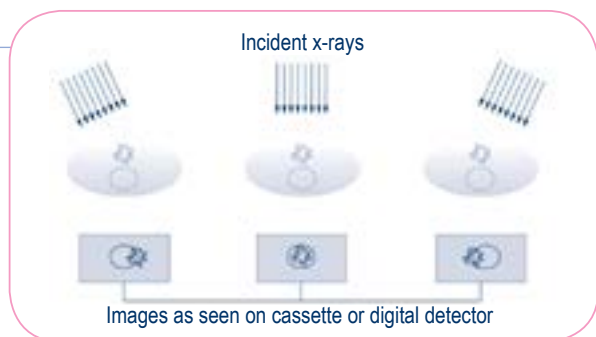 Incident x-rays
Images as seen on cassette or digital detector